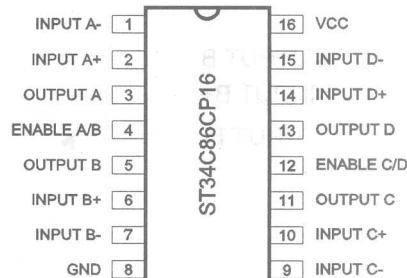 INPUT A- 1
INPUT A+ 2
OUTPUT A 3
ENABLE A/B 4
OUTPUT B 5
INPUT B+ 6
INPUT B- 7
GND 8
ST34C86CP16
16 VCC
15 INPUT D-
14 INPUT D+
13 OUTPUT D
12 ENABLE C/D
11 OUTPUT C
10 INPUT C+
9 INPUT C-